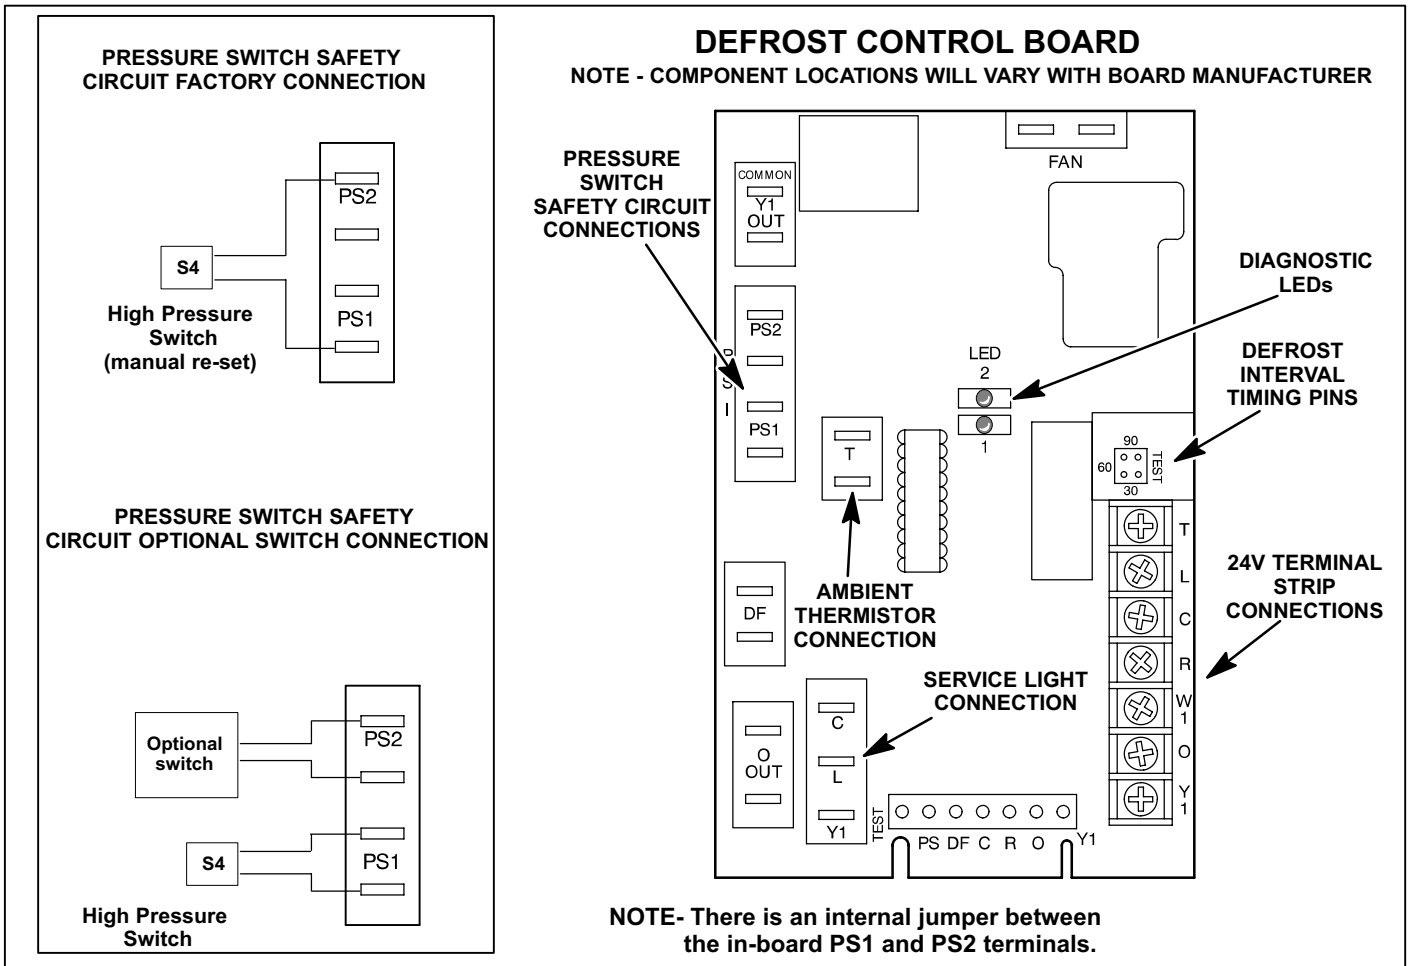 PRESSURE SWITCH SAFETY
CIRCUIT FACTORY CONNECTION
PS2
S4
PS1
High Pressure
Switch
(manual re-set)
PRESSURE SWITCH SAFETY
CIRCUIT OPTIONAL SWITCH CONNECTION
Optional
switch
PS2
S4
PS1
High Pressure
Switch
DEFROST CONTROL BOARD
NOTE - COMPONENT LOCATIONS WILL VARY WITH BOARD MANUFACTURER
FAN
PRESSURE
SWITCH
SAFETY CIRCUIT
CONNECTIONS
COMMON
Y1
OUT
DIAGNOSTIC
LEDs
PS2
PS1
LED
2
1
DEFROST
INTERVAL
TIMING PINS
90
60
30
TEST
T
AMBIENT
THERMISTOR
CONNECTION
DF
T
L
C
R
W
1
O
Y
1
24V TERMINAL
STRIP
CONNECTIONS
SERVICE LIGHT
CONNECTION
O
OUT
C
L
Y1
TEST
PS DF C R O Y1
NOTE- There is an internal jumper between
the in-board PS1 and PS2 terminals.